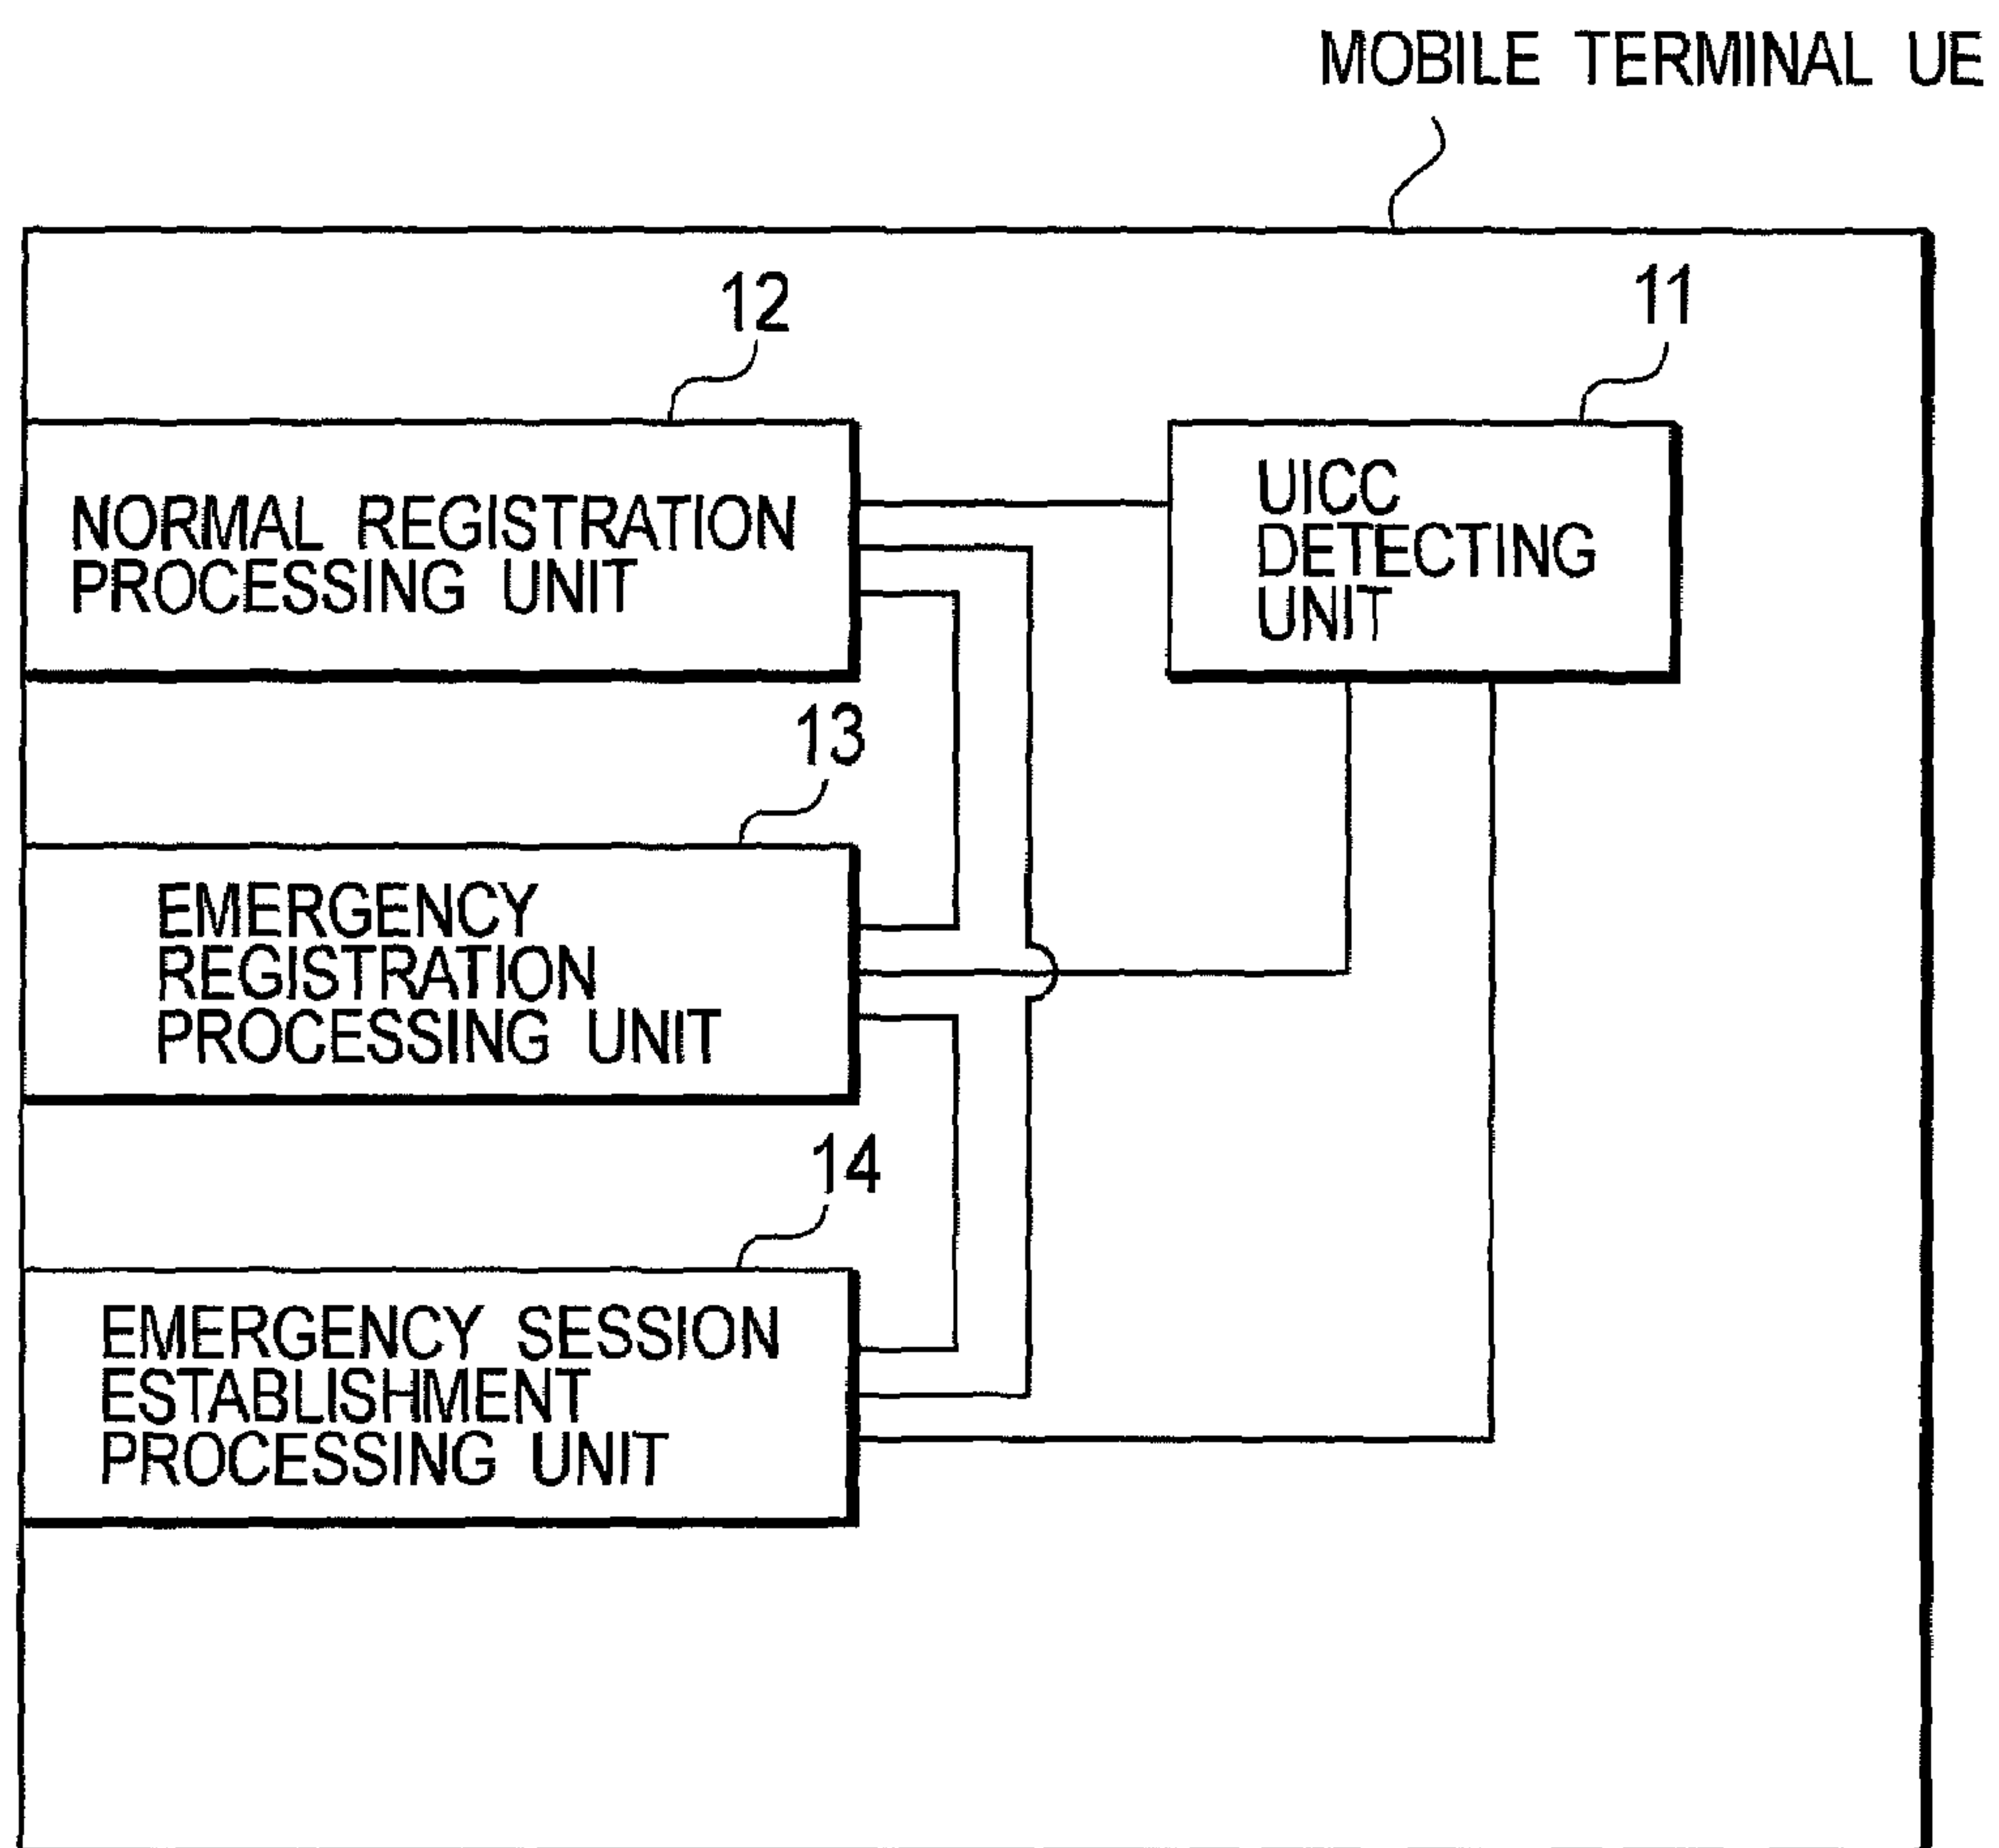 MOBILE TERMINAL UE
12
11
NORMAL REGISTRATION
PROCESSING UNIT
UICC
DETECTING
UNIT
13
EMERGENCY
REGISTRATION
PROCESSING UNIT
14
EMERGENCY SESSION
ESTABLISHMENT
PROCESSING UNIT